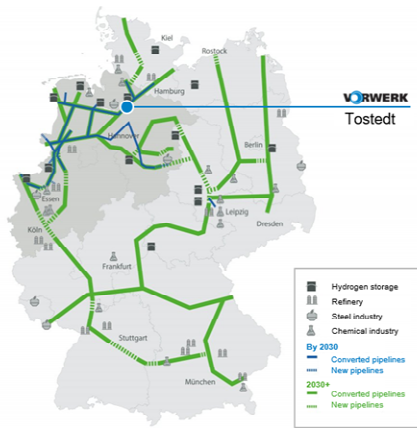 Kiel
Rostock
Hamburg
VORWERK
Tostedt
Hannover
Berlin
Essen
Leipzig
Dresden
Köln
Frankfurt
Stuttgart
München
Hydrogen storage
Refinery
Steel industry
Chemical industry
By 2030
Converted pipelines
New pipelines
2030+
Converted pipelines
New pipelines